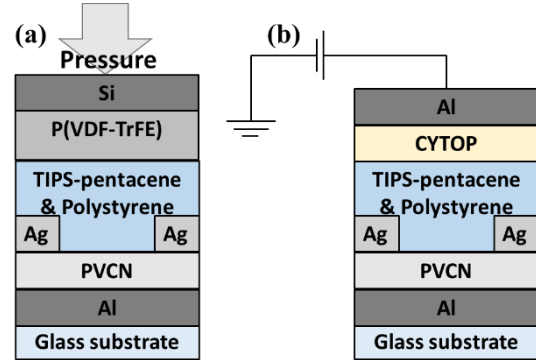 (a)
Pressure
Si
P(VDF-TrFE)
TIPS-pentacene
& Polystyrene
Ag
Ag
PVCN
Al
Glass substrate
(b)
Al
CYTOP
TIPS-pentacene
& Polystyrene
Ag
Ag
PVCN
Al
Glass substrate